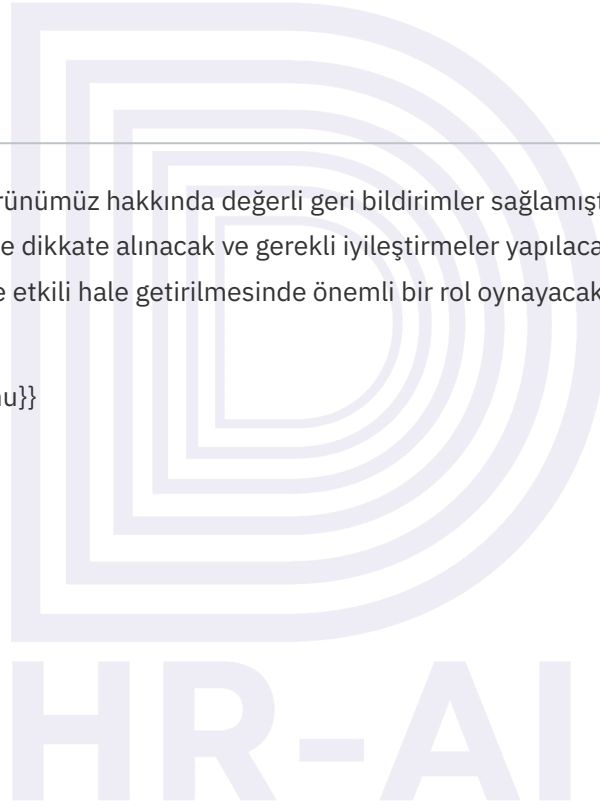 rünümüz hakkında değerli geri bildirimler sağlamışt
e dikkate alınacak ve gerekli iyileştirmeler yapılaca
e etkili hale getirilmesinde önemli bir rol oynayacak
u}}
HR-AI